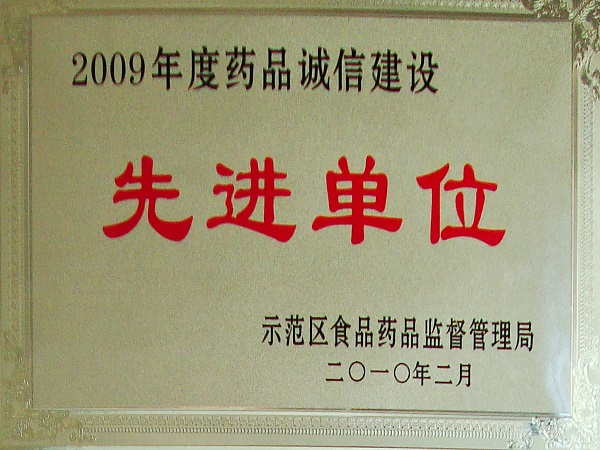 2009年度药品诚信建设
先进单位
示范区食品药品监督管理局
二〇一〇年二月